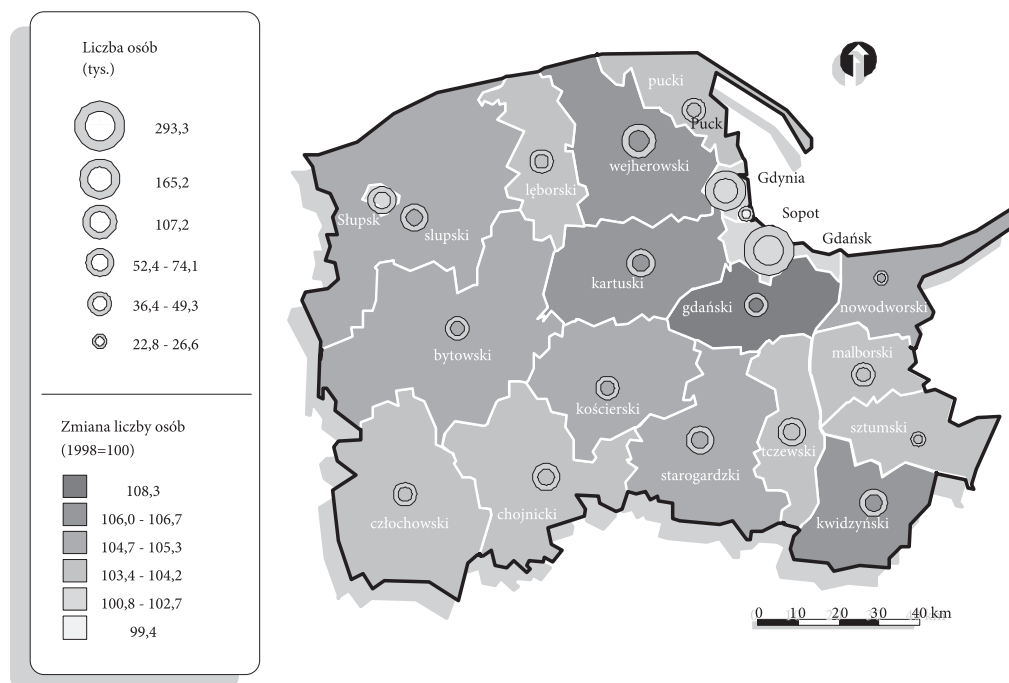 Liczba osób
(tys.)
293,3
165,2
107,2
52,4 - 74,1
36,4 - 49,3
22,8 - 26,6
Zmiana liczby osób
(1998=100)
108,3
106,0 - 106,7
104,7 - 105,3
103,4 - 104,2
100,8 - 102,7
99,4
pucki
Puck
wejherowski
lęborski
Gdynia
Sopot
Słupsk
slupski
Gdańsk
kartuski
gdański
nowodworski
bytowski
malborski
kościerski
sztumski
tczewski
starogardzki
człochowski
chojnicki
kwidzyński
0 10 20 30 40 km